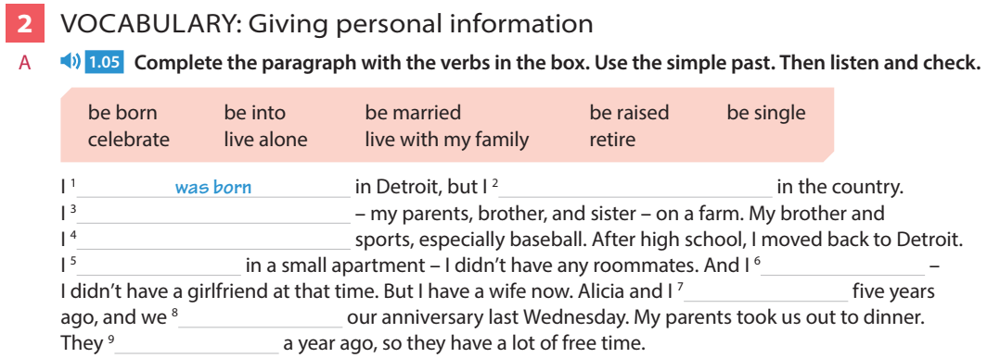 2 VOCABULARY: Giving personal information
A 1.05 Complete the paragraph with the verbs in the box. Use the simple past. Then listen and check.
be born be into be married be raised be single
celebrate live alone live with my family retire
I 1 was born in Detroit, but I 2 in the country.
I 3 – my parents, brother, and sister – on a farm. My brother and
I 4 sports, especially baseball. After high school, I moved back to Detroit.
I 5 in a small apartment – I didn’t have any roommates. And I 6 –
I didn’t have a girlfriend at that time. But I have a wife now. Alicia and I 7 five years
ago, and we 8 our anniversary last Wednesday. My parents took us out to dinner.
They 9 a year ago, so they have a lot of free time.